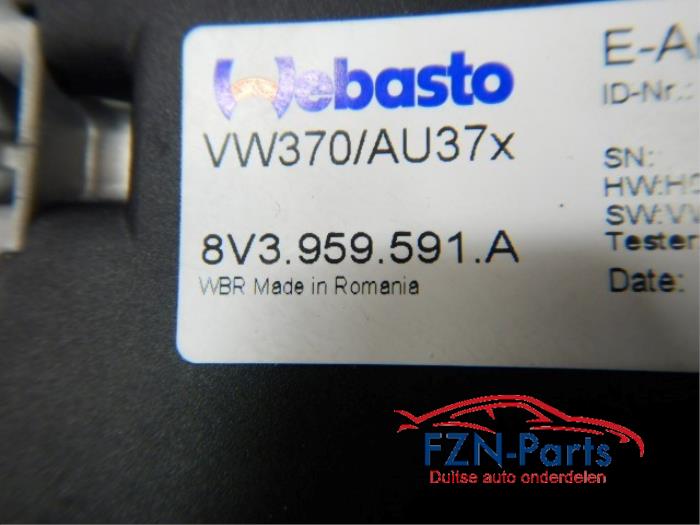 Webasto
VW370/AU37x
8V3.959.591.A
WBR Made in Romania
ID-Nr.:
SN:
Tester
Date:
FZN-Parts
Duitse auto onderdelen